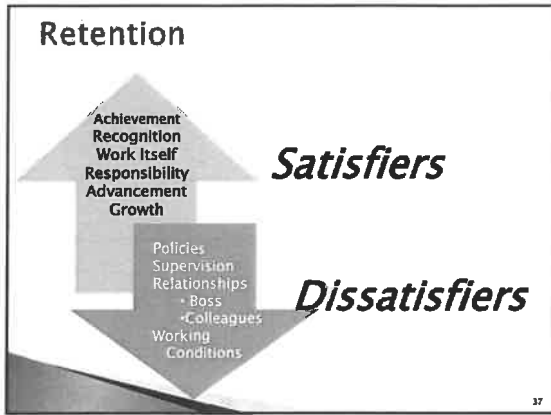 Retention
Achievement
Recognition
Work Itself
Responsibility
Advancement
Growth
Satisfiers
Policies
Supervision
Relationships
• Boss
•Colleagues
Working
Conditions
Dissatisfiers
37